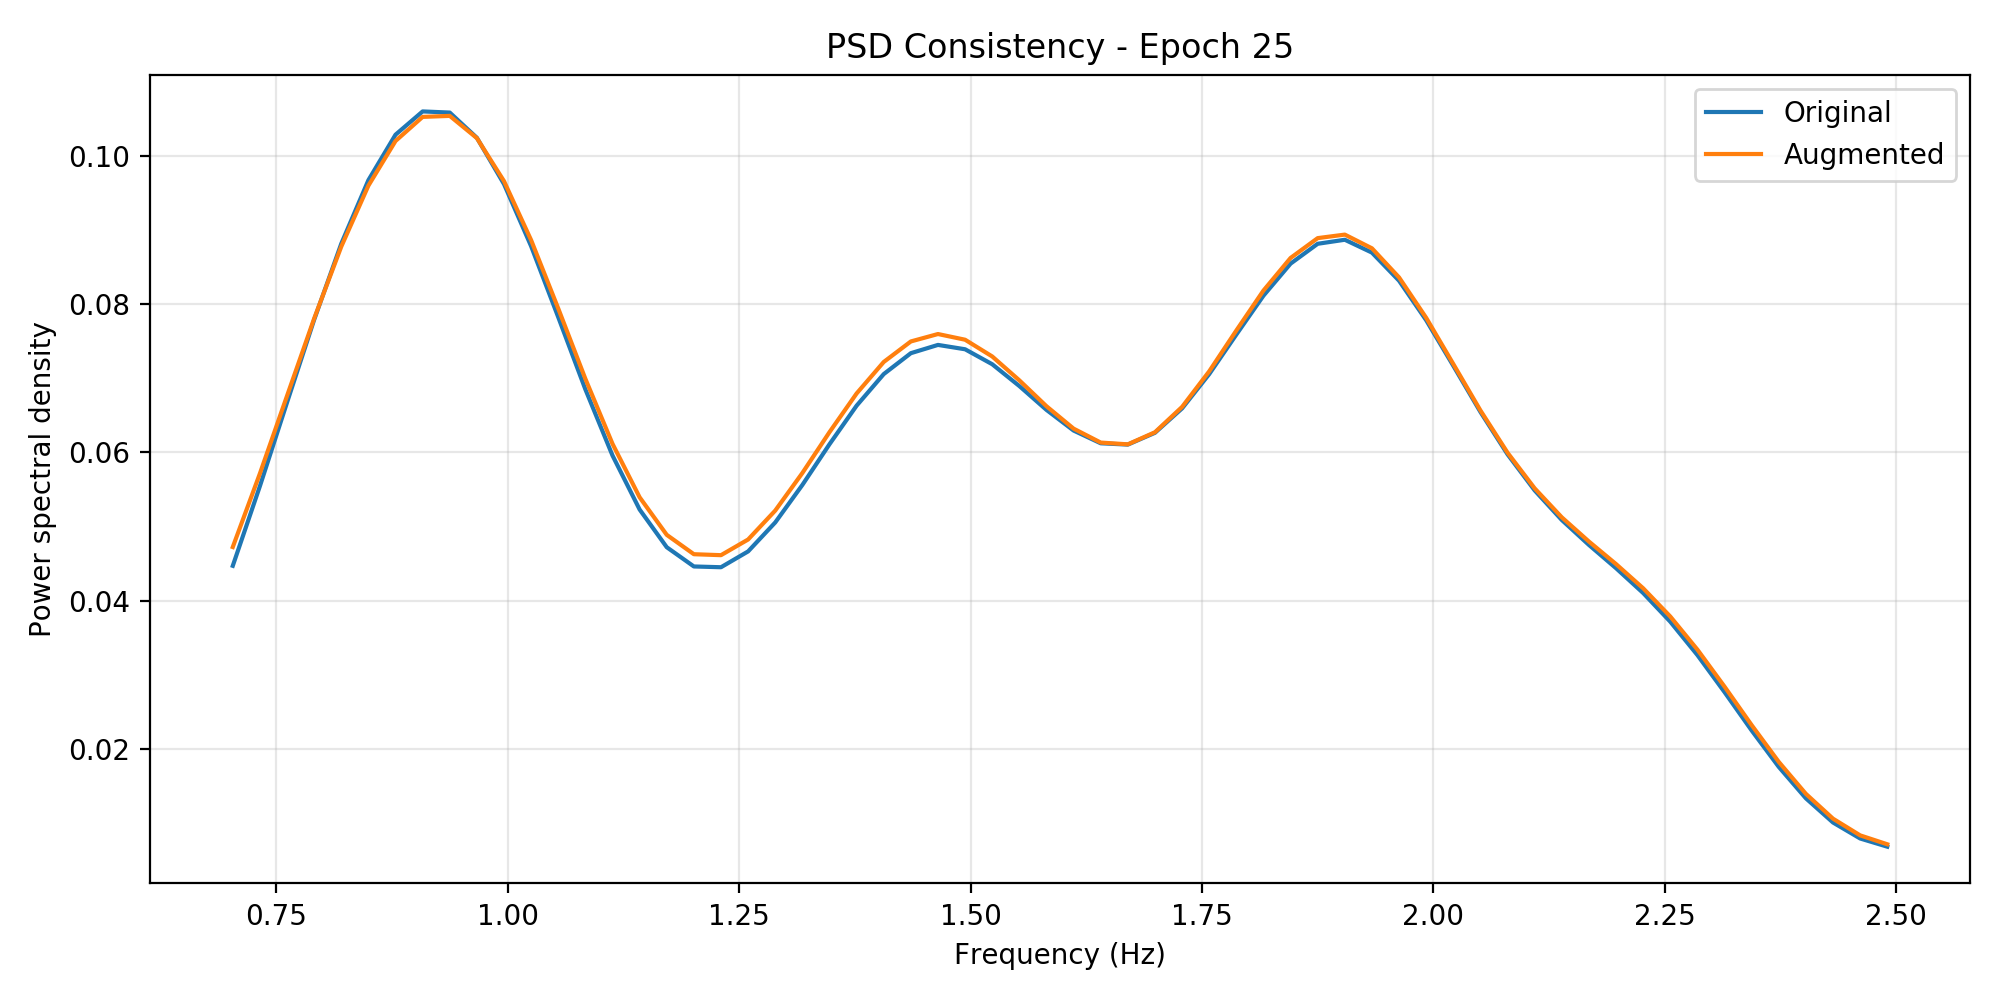 PSD Consistency - Epoch 25
Original
Augmented
Power spectral density
0.10
0.08
0.06
0.04
0.02
0.75 1.00 1.25 1.50 1.75 2.00 2.25 2.50
Frequency (Hz)